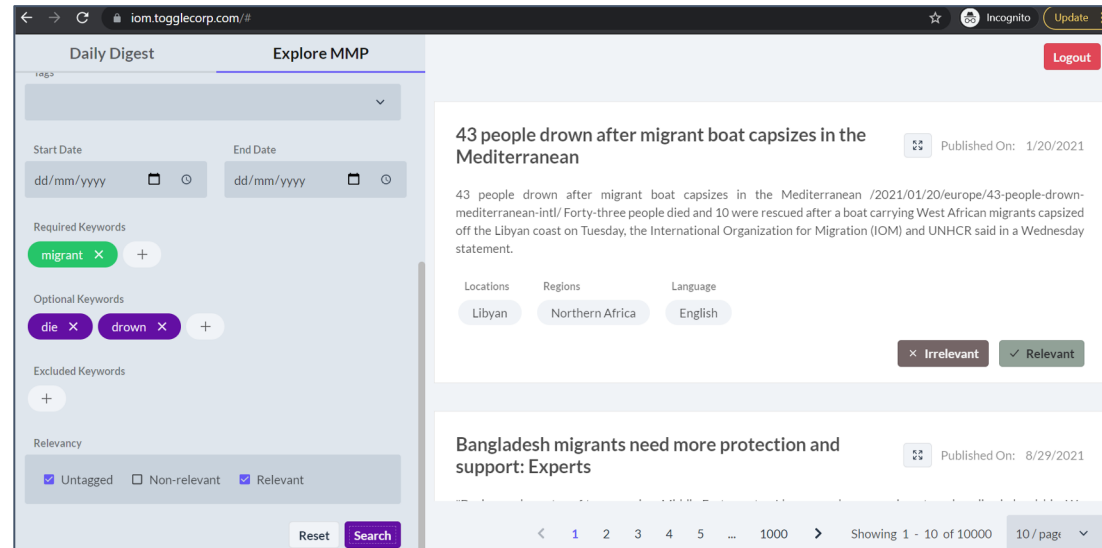 iom.togglecorp.com/#
Incognito
Update
Daily Digest
Explore MMP
Logout
Tags
Start Date
End Date
dd/mm/yyyy
dd/mm/yyyy
Required Keywords
migrant ×
+
Optional Keywords
die ×
drown ×
+
Excluded Keywords
+
Relevancy
Untagged
Non-relevant
Relevant
Reset
Search
43 people drown after migrant boat capsizes in the
Mediterranean
Published On: 1/20/2021
43 people drown after migrant boat capsizes in the Mediterranean /2021/01/20/europe/43-people-drown-
mediterranean-intl/ Forty-three people died and 10 were rescued after a boat carrying West African migrants capsized
off the Libyan coast on Tuesday, the International Organization for Migration (IOM) and UNHCR said in a Wednesday
statement.
Locations
Regions
Language
Libyan
Northern Africa
English
× Irrelevant
✓ Relevant
Bangladesh migrants need more protection and
support: Experts
Published On: 8/29/2021
< 1 2 3 4 5 ... 1000 >
Showing 1 - 10 of 10000
10 / page